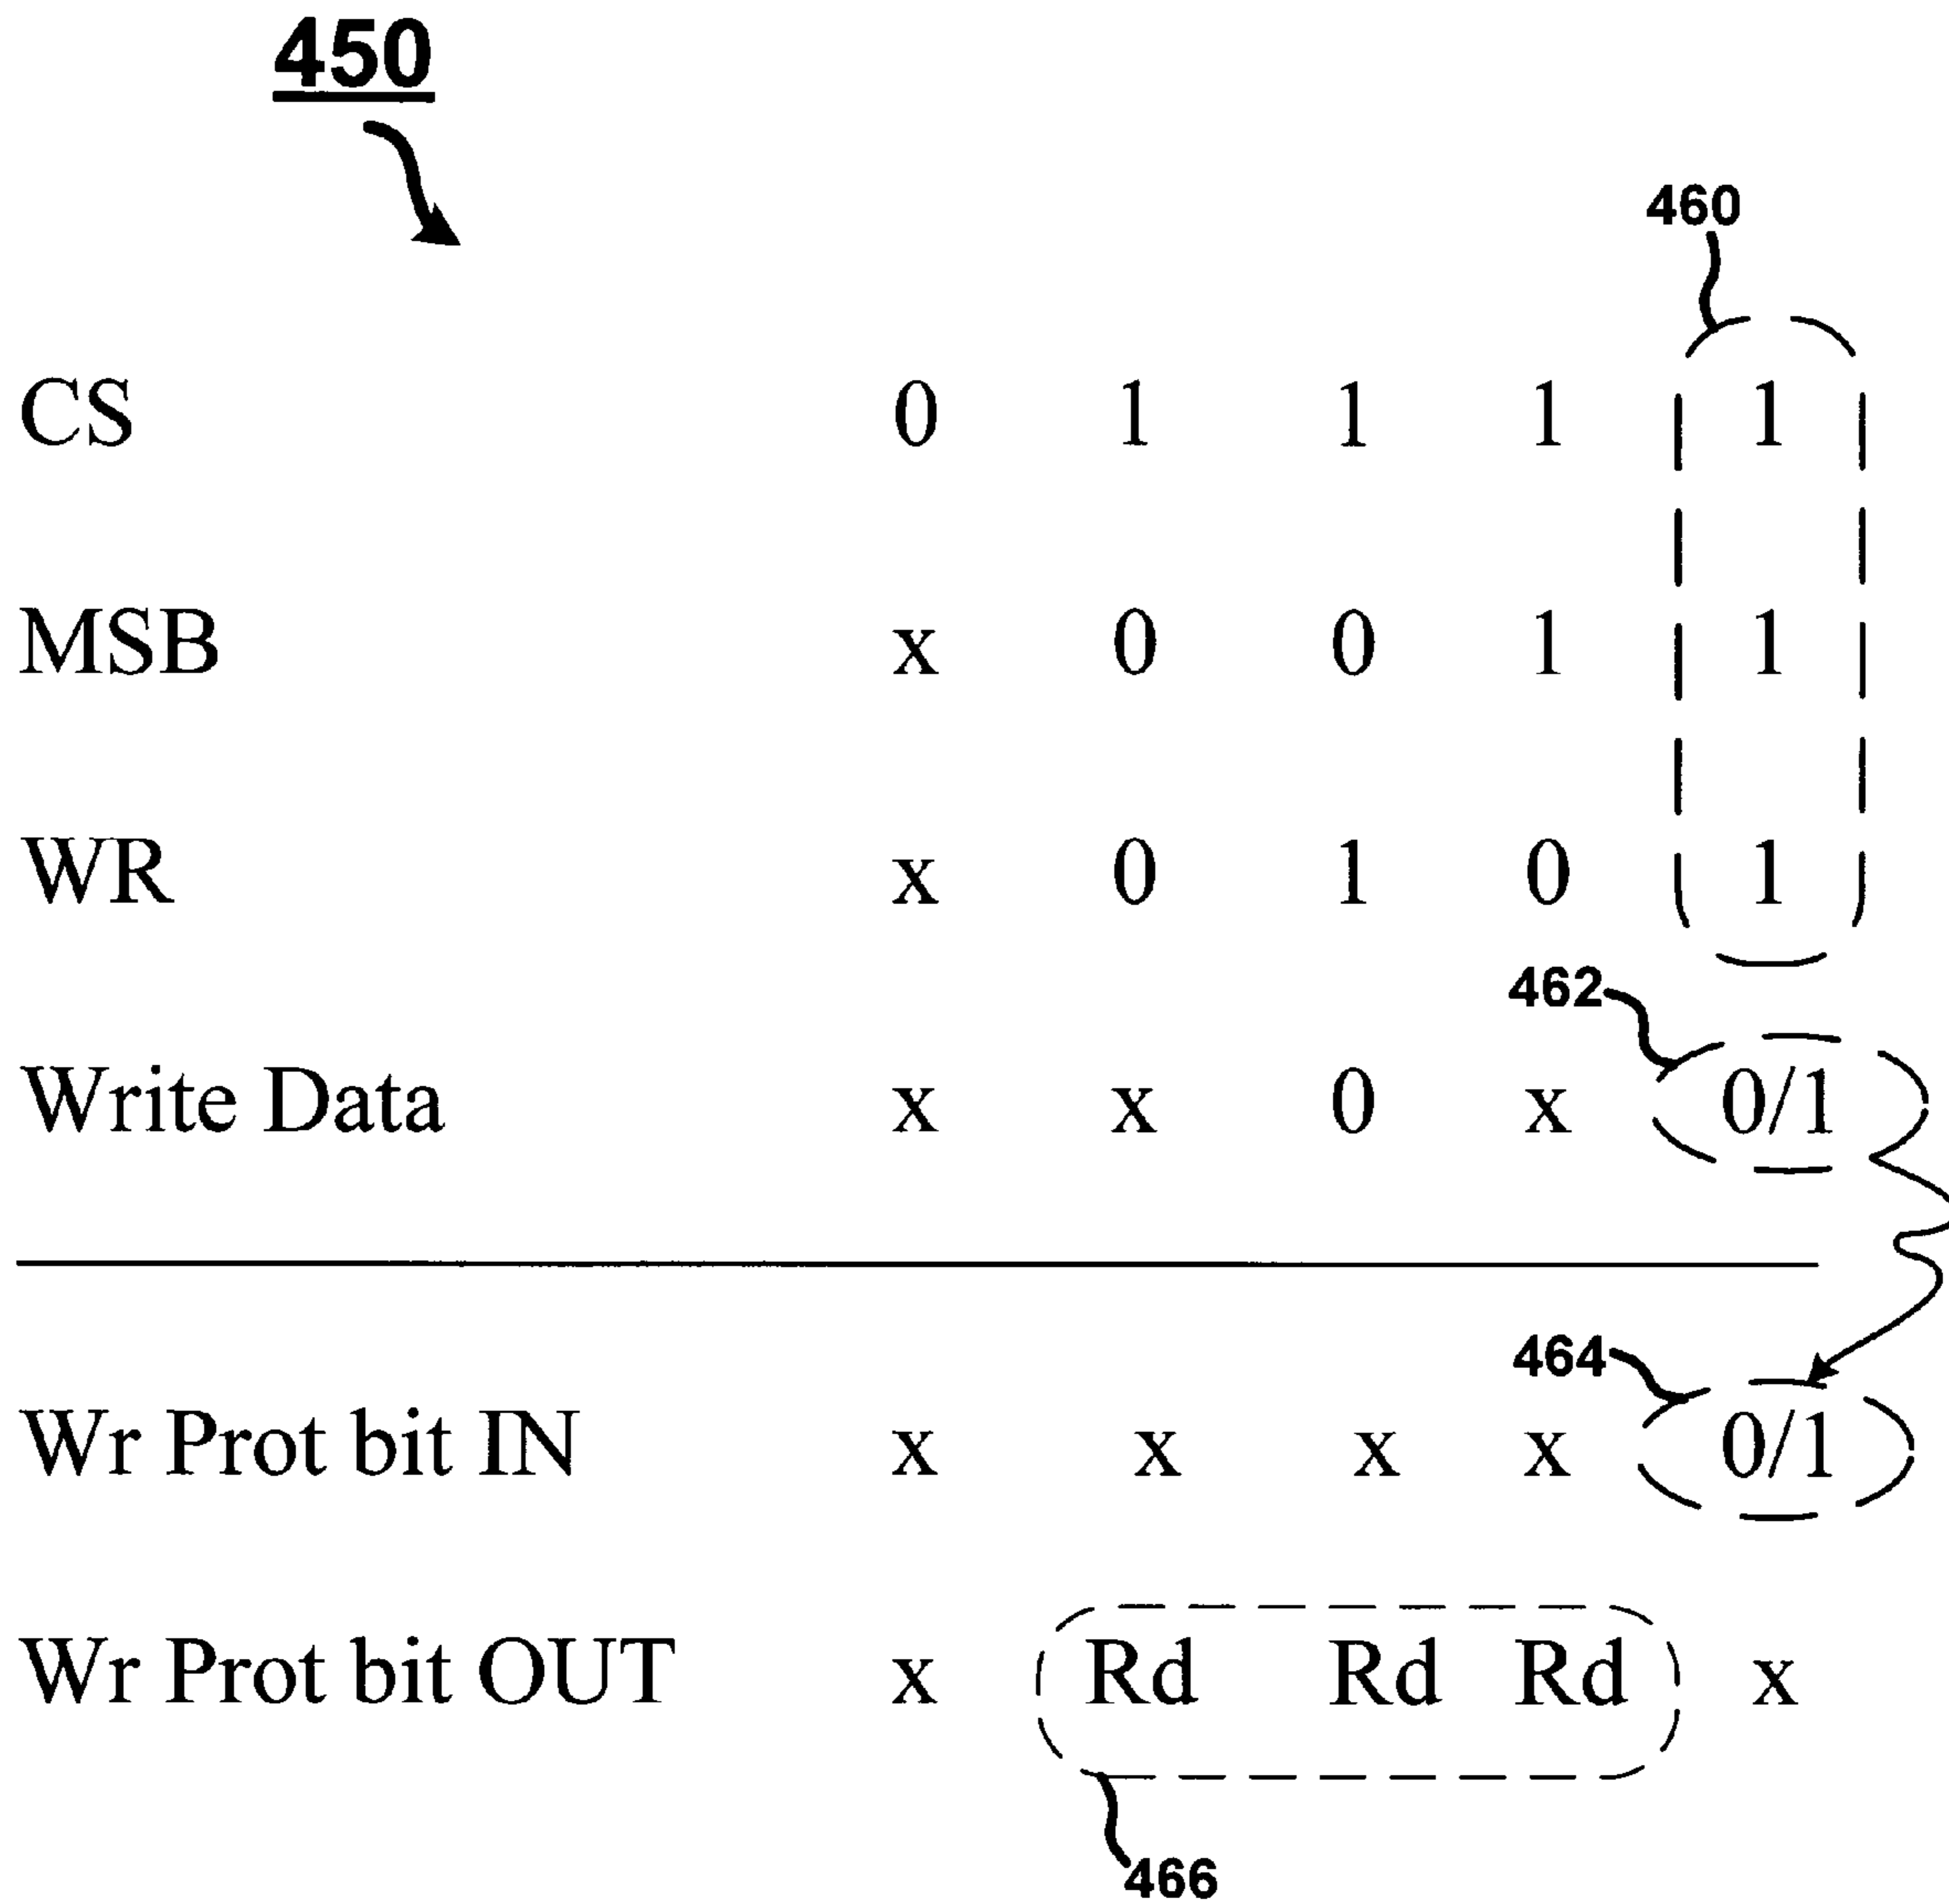 450
460
CS 0 1 1 1 1
MSB x 0 0 1 1
WR x 0 1 0 1
462
Write Data x x 0 x 0/1
464
Wr Prot bit IN x x x x 0/1
Wr Prot bit OUT x Rd Rd Rd x
466